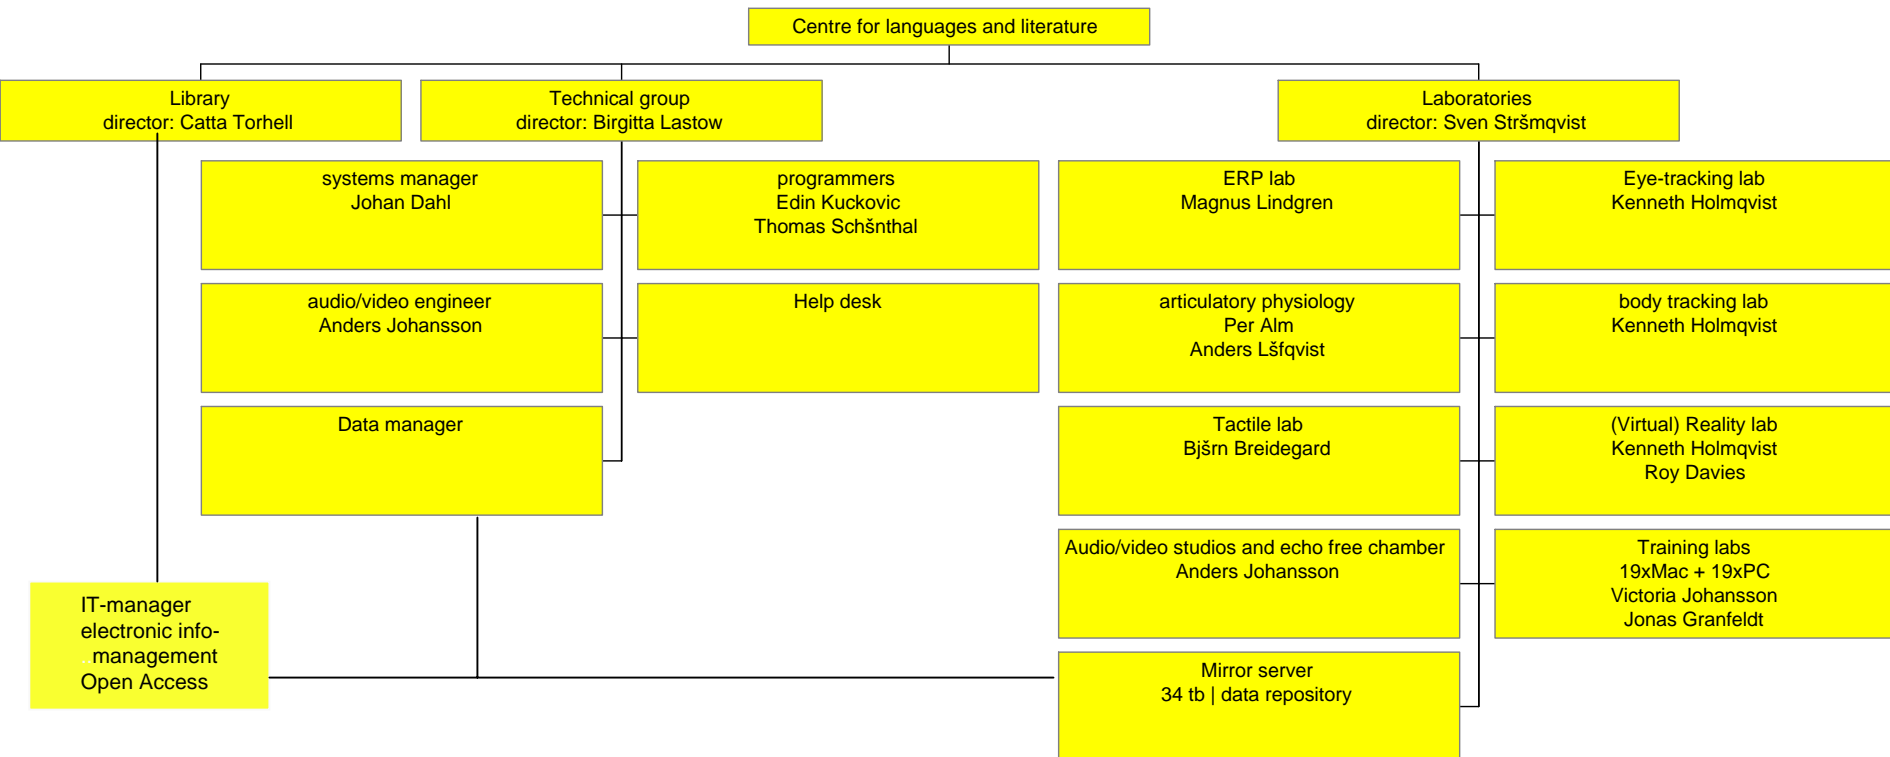 Centre for languages and literature
Library
director: Catta Torhell
Technical group
director: Birgitta Lastow
Laboratories
director: Sven Stršmqvist
systems manager
Johan Dahl
programmers
Edin Kuckovic
Thomas Schšnthal
ERP lab
Magnus Lindgren
Eye-tracking lab
Kenneth Holmqvist
audio/video engineer
Anders Johansson
Help desk
articulatory physiology
Per Alm
Anders Lšfqvist
body tracking lab
Kenneth Holmqvist
Data manager
Tactile lab
Bjšrn Breidegard
(Virtual) Reality lab
Kenneth Holmqvist
Roy Davies
Audio/video studios and echo free chamber
Anders Johansson
Training labs
19xMac + 19xPC
Victoria Johansson
Jonas Granfeldt
IT-manager
electronic info-
..management
Open Access
Mirror server
34 tb | data repository